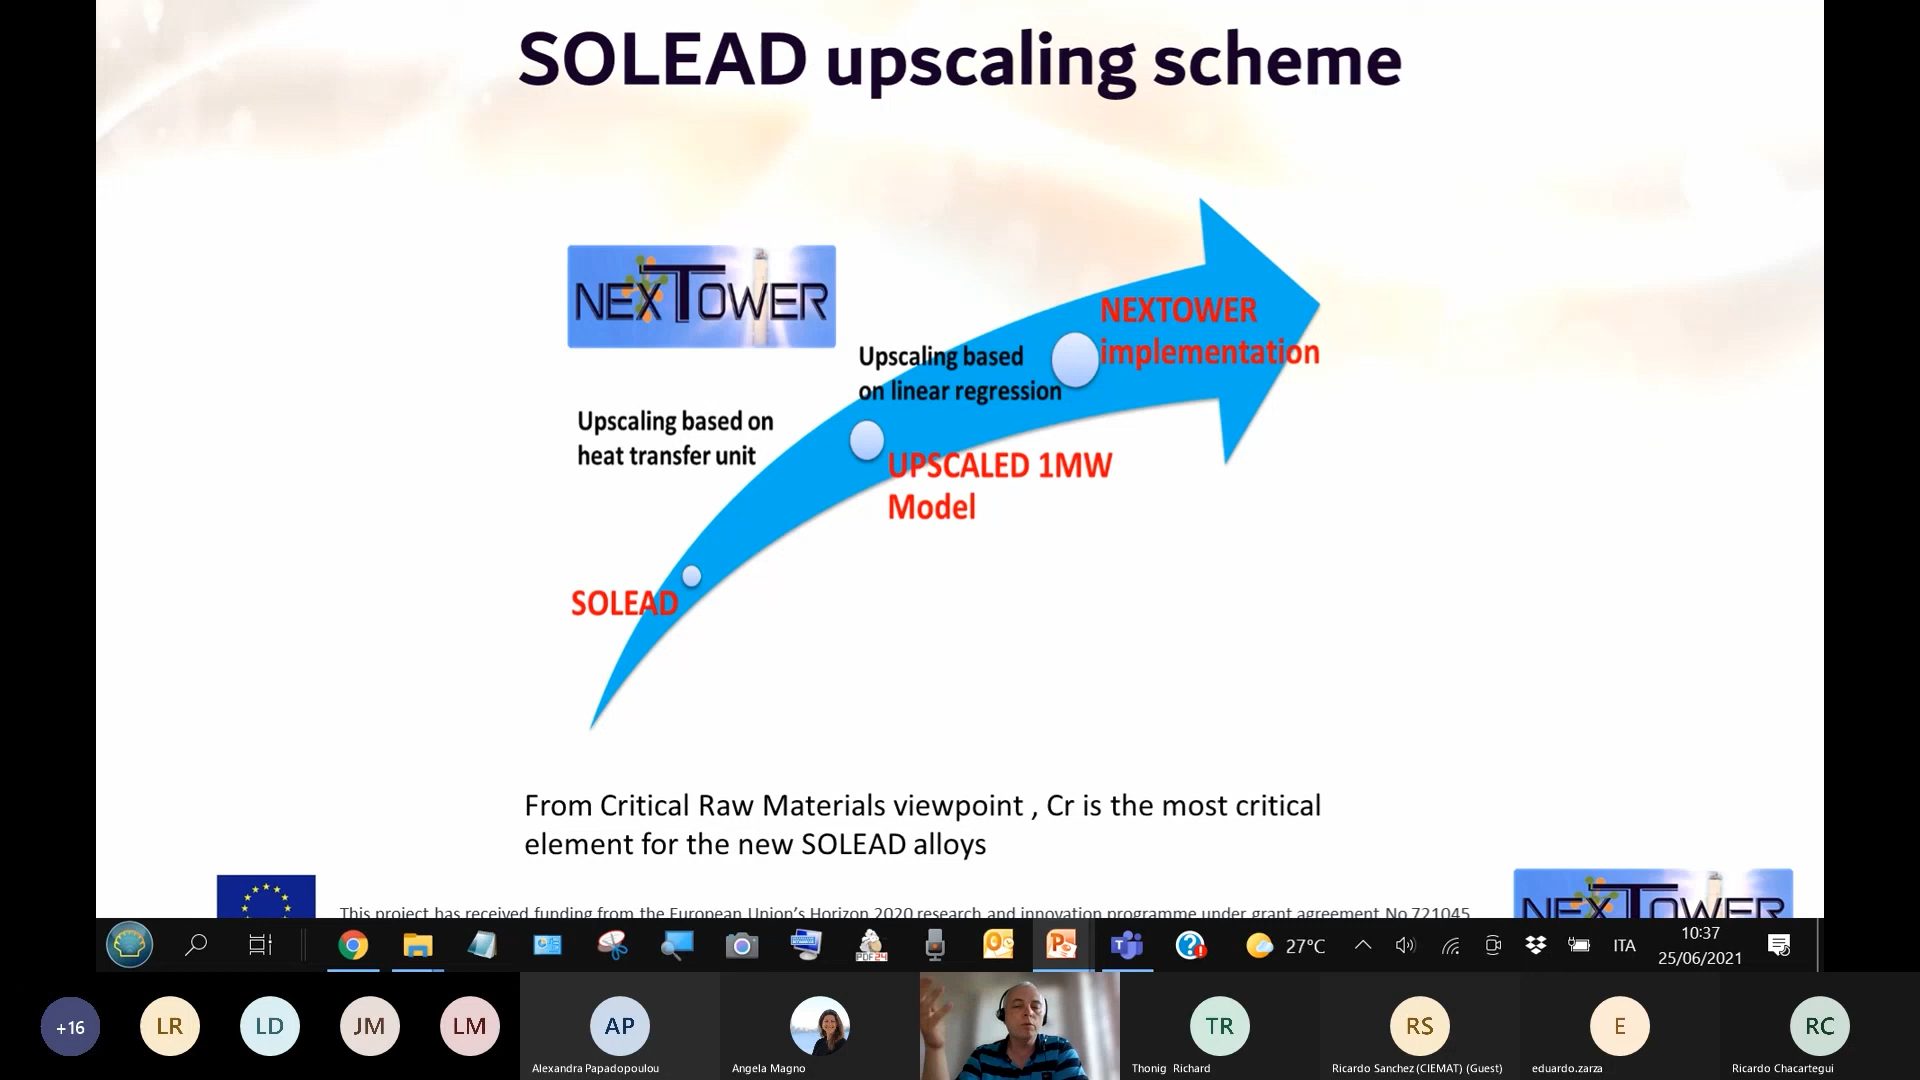 SOLEAD upscaling scheme
NEXTOWER
NEXTOWER
implementation
Upscaling based
on linear regression
Upscaling based on
heat transfer unit
UPSCALED 1MW
Model
SOLEAD
From Critical Raw Materials viewpoint , Cr is the most critical
element for the new SOLEAD alloys
This project has received funding from the European Union's Horizon 2020 research and innovation programme under grant agreement No 721045
NEXTOWER
PDF24
27°C
ITA
10:37
25/06/2021
+16
LR
LD
JM
LM
AP
TR
RS
E
RC
Alexandra Papadopoulou
Angela Magno
Thonig Richard
Ricardo Sanchez (CIEMAT) (Guest)
eduardo.zarza
Ricardo Chacartegui